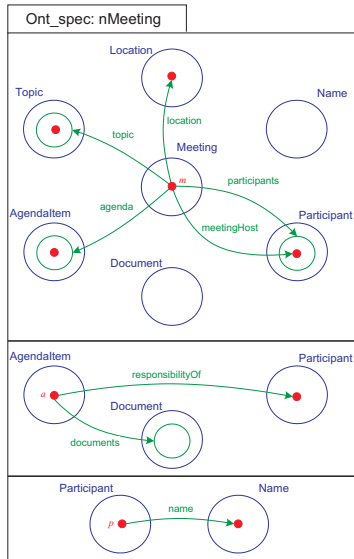 Ont_spec: nMeeting
Location
Topic
Name
location
topic
Meeting
m
participants
agenda
AgendaItem
meetingHost
Participant
Document
AgendaItem
responsibilityOf
Participant
a
Document
documents
Participant
Name
name
p